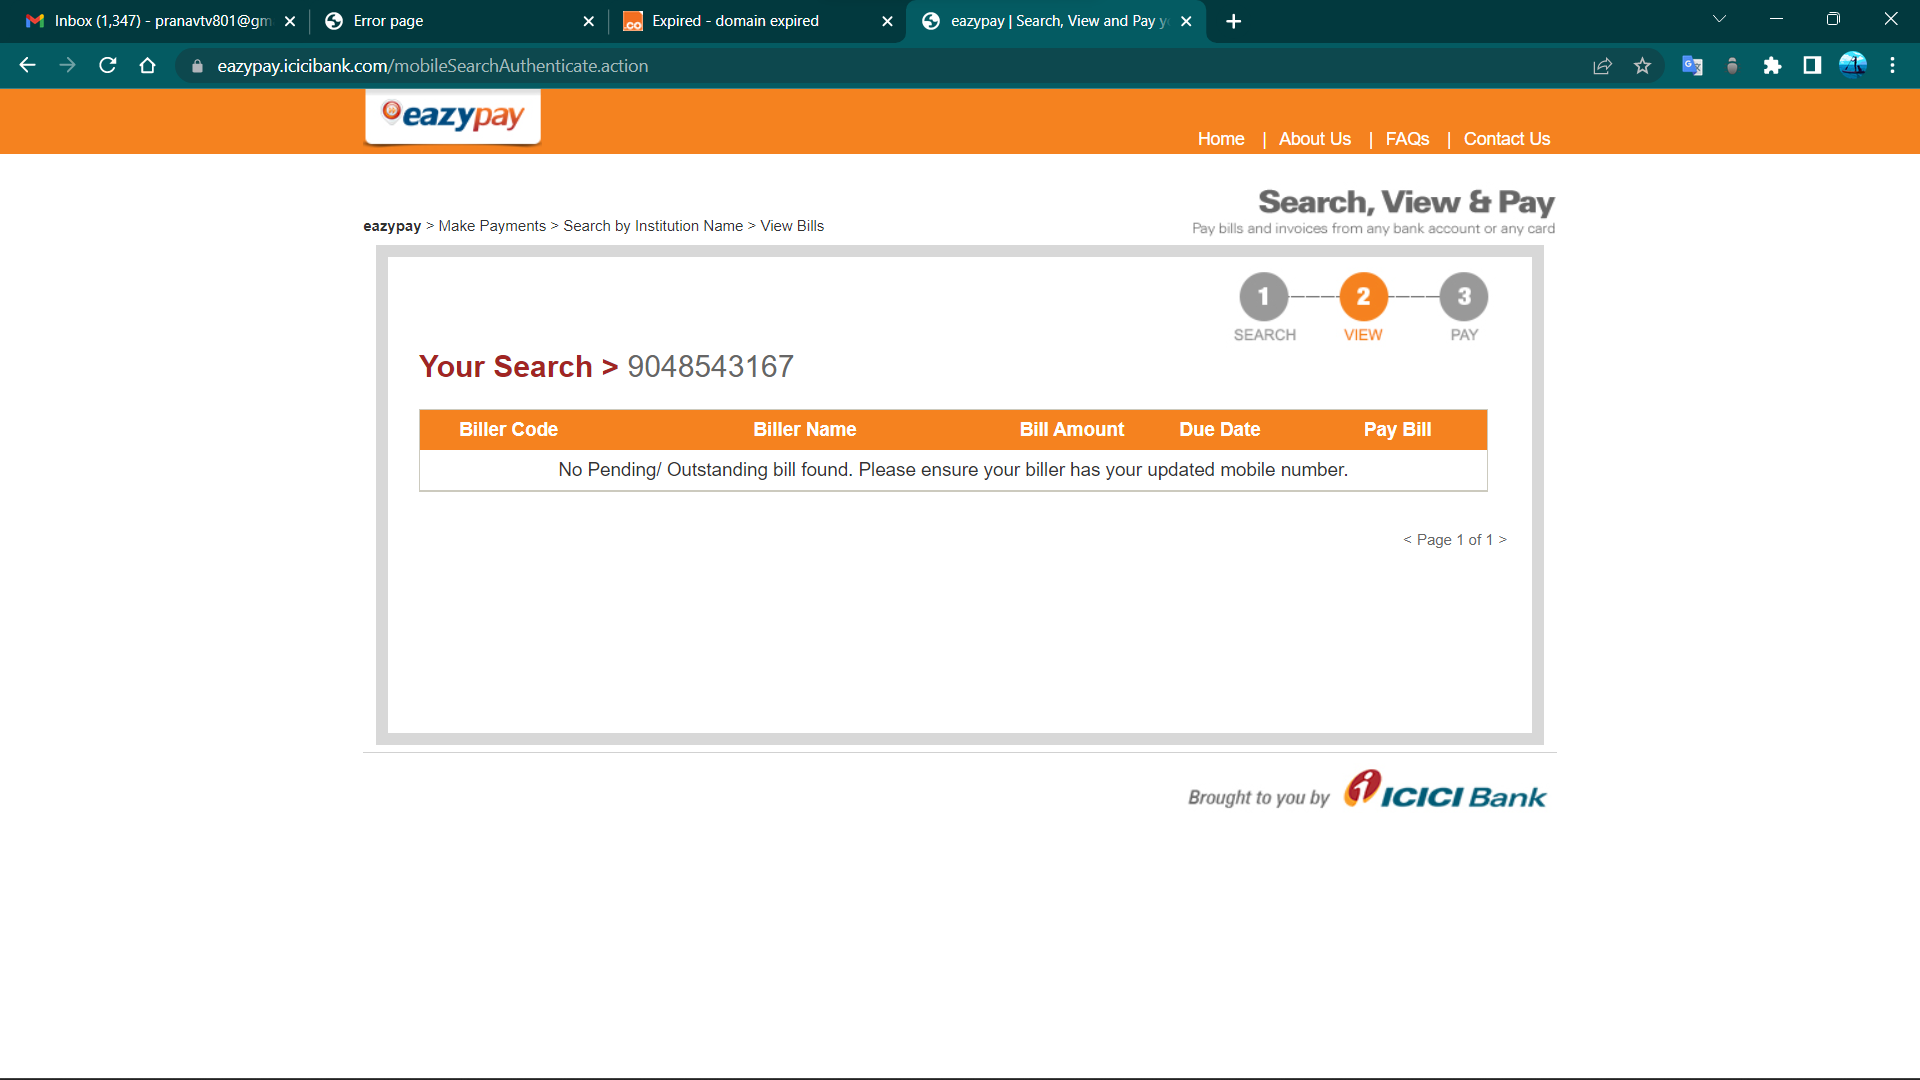 Inbox (1,347) - pranavtv801@gm
Error page
Expired - domain expired
eazypay | Search, View and Pay y
eazypay.icicibank.com/mobileSearchAuthenticate.action
eazypay
Home | About Us | FAQs | Contact Us
Search, View & Pay
Pay bills and invoices from any bank account or any card
eazypay > Make Payments > Search by Institution Name > View Bills
1 2 3
SEARCH VIEW PAY
Your Search > 9048543167
Biller Code Biller Name Bill Amount Due Date Pay Bill
No Pending/ Outstanding bill found. Please ensure your biller has your updated mobile number.
< Page 1 of 1 >
Brought to you by ICICI Bank